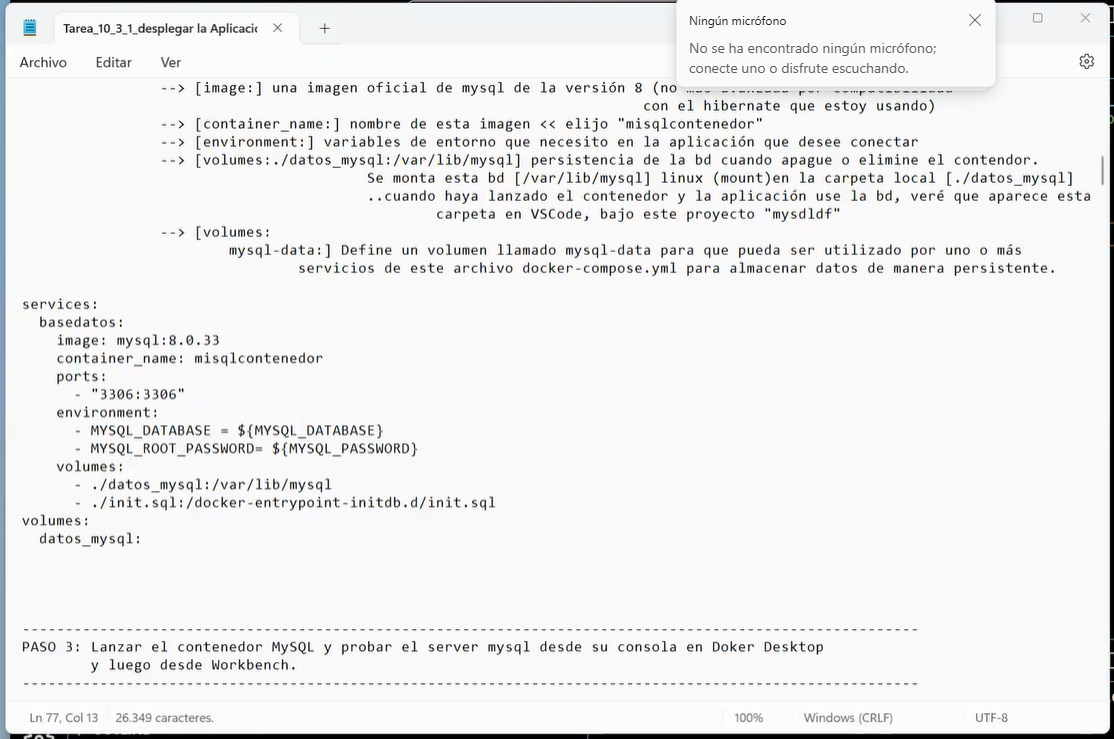 Tarea_10_3_1_desplegar la Aplicació
Ningún micrófono
No se ha encontrado ningún micrófono;
conecte uno o disfrute escuchando.
Archivo Editar Ver
--> [image:] una imagen oficial de mysql de la versión 8 (no más avanzada por compatibilidad
con el hibernate que estoy usando)
--> [container_name:] nombre de esta imagen << elijo "misqlcontenedor"
--> [environment:] variables de entorno que necesito en la aplicación que desee conectar
--> [volumes:./datos_mysql:/var/lib/mysql] persistencia de la bd cuando apague o elimine el contendor.
Se monta esta bd [/var/lib/mysql] linux (mount)en la carpeta local [./datos_mysql]
..cuando haya lanzado el contenedor y la aplicación use la bd, veré que aparece esta
carpeta en VSCode, bajo este proyecto "mysdldf"
--> [volumes:
mysql-data:] Define un volumen llamado mysql-data para que pueda ser utilizado por uno o más
servicios de este archivo docker-compose.yml para almacenar datos de manera persistente.
services:
basedatos:
image: mysql:8.0.33
container_name: misqlcontenedor
ports:
- "3306:3306"
environment:
- MYSQL_DATABASE = ${MYSQL_DATABASE}
- MYSQL_ROOT_PASSWORD= ${MYSQL_PASSWORD}
volumes:
- ./datos_mysql:/var/lib/mysql
- ./init.sql:/docker-entrypoint-initdb.d/init.sql
volumes:
datos_mysql:
--------------------------------------------------------------------------------------------------------
PASO 3: Lanzar el contenedor MySQL y probar el server mysql desde su consola en Doker Desktop
y luego desde Workbench.
--------------------------------------------------------------------------------------------------------
Ln 77, Col 13 26.349 caracteres. 100% Windows (CRLF) UTF-8